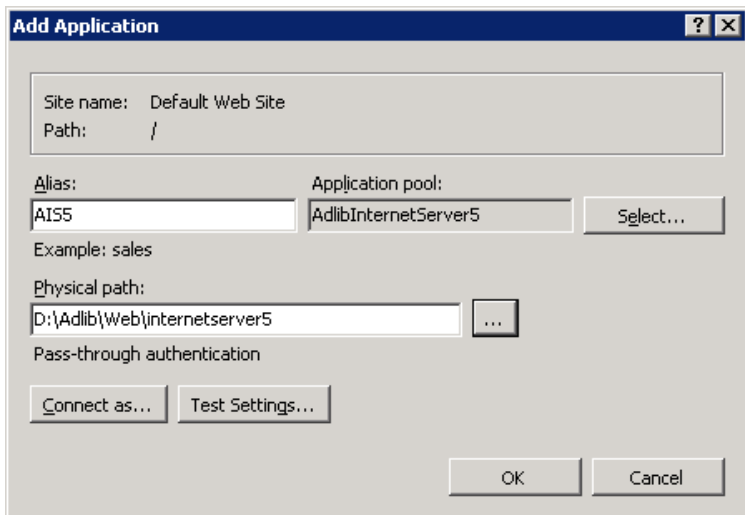 Add Application
Site name: Default Web Site
Path: /
Alias: Application pool:
AIS5 AdlibInternetServer5 Select...
Example: sales
Physical path:
D:\Adlib\Web\internetserver5 ...
Pass-through authentication
Connect as... Test Settings...
OK Cancel